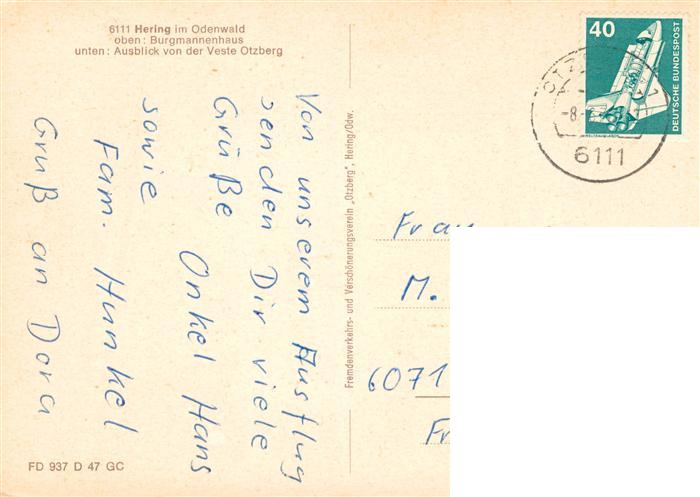 6111 Hering im Odenwald
oben: Burgmannenhaus
unten: Ausblick von der Veste Otzberg
Von unserem Ausflug
senden Dir viele
Grüße Onkel Hans
sowie
Fam. Hunkel
Gruß an Dora
FD 937 D 47 GC
Fremdenverkehrs- und Verschönerungsverein „Otzberg", Hering/Odw.
40
DEUTSCHE BUNDESPOST
6111
Frau
M.
6071